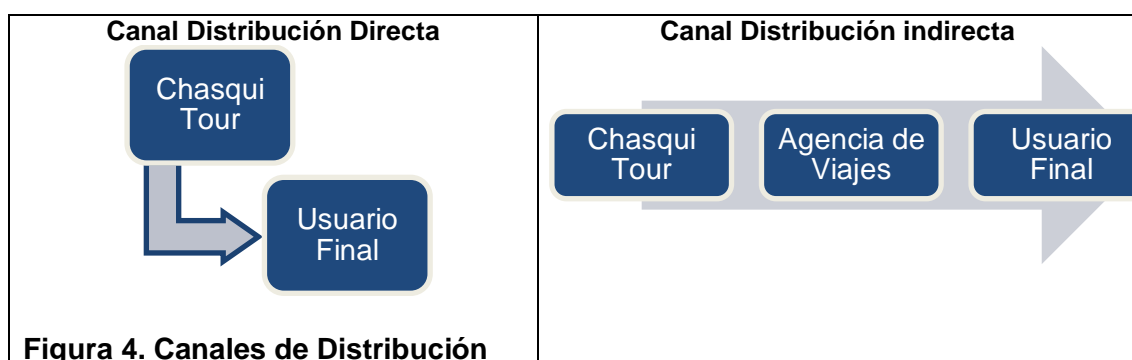 Canal Distribución Directa
Chasqui
Tour
Usuario
Final
Figura 4. Canales de Distribución
Canal Distribución indirecta
Chasqui
Tour
Agencia de
Viajes
Usuario
Final